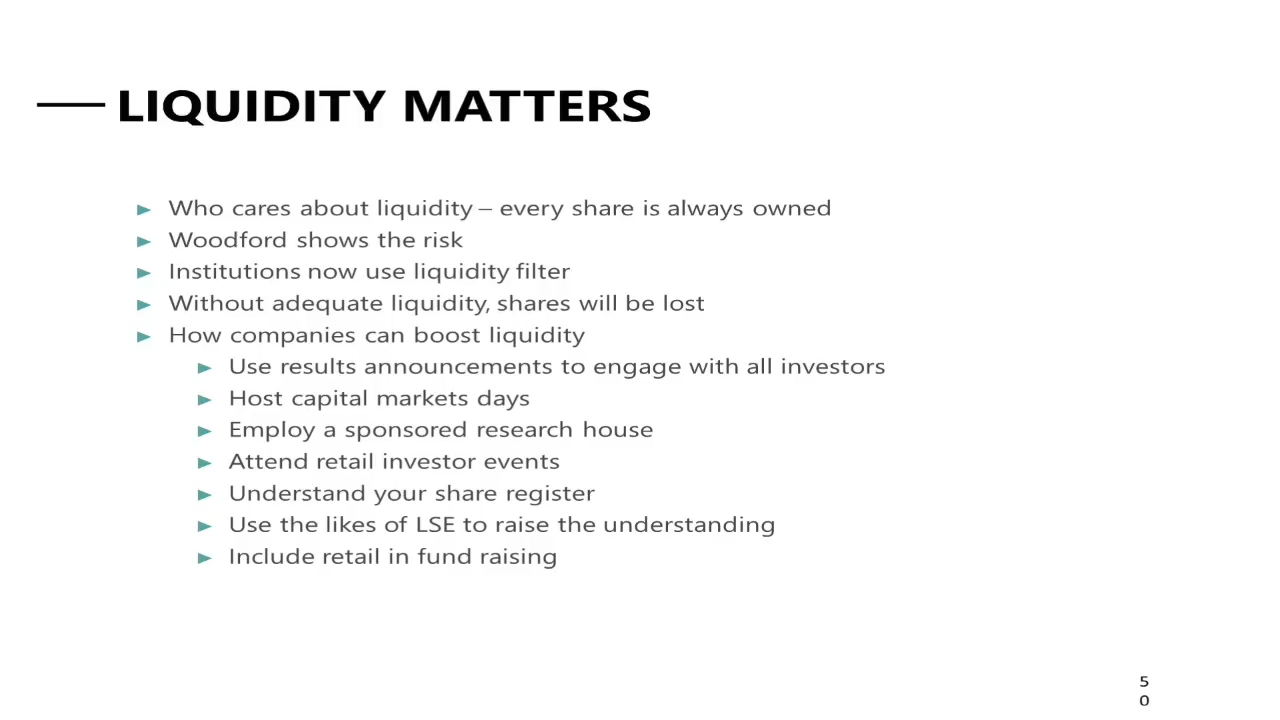 LIQUIDITY MATTERS
Who cares about liquidity – every share is always owned
Woodford shows the risk
Institutions now use liquidity filter
Without adequate liquidity, shares will be lost
How companies can boost liquidity
Use results announcements to engage with all investors
Host capital markets days
Employ a sponsored research house
Attend retail investor events
Understand your share register
Use the likes of LSE to raise the understanding
Include retail in fund raising
5
0